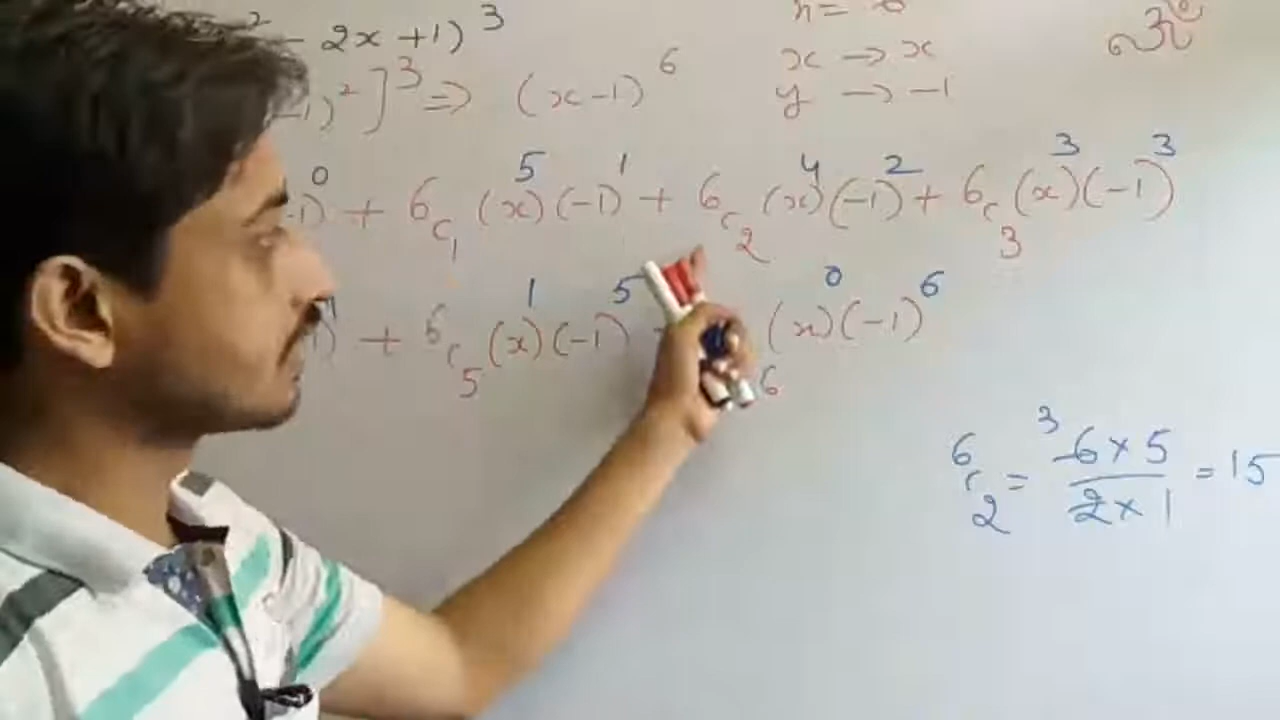 2 - 2x + 1)³ n = 6
-1)²]³ ⇒ (x-1)⁶ x → x
y → -1
-1)⁰ + 6c₁ (x)⁵(-1)¹ + 6c₂ (x)⁴(-1)² + 6c₃ (x)³(-1)³
) + 6c₅ (x)¹(-1)⁵ 6 (x)⁰(-1)⁶
6c₂ = 3 6×5 / 2×1 = 15